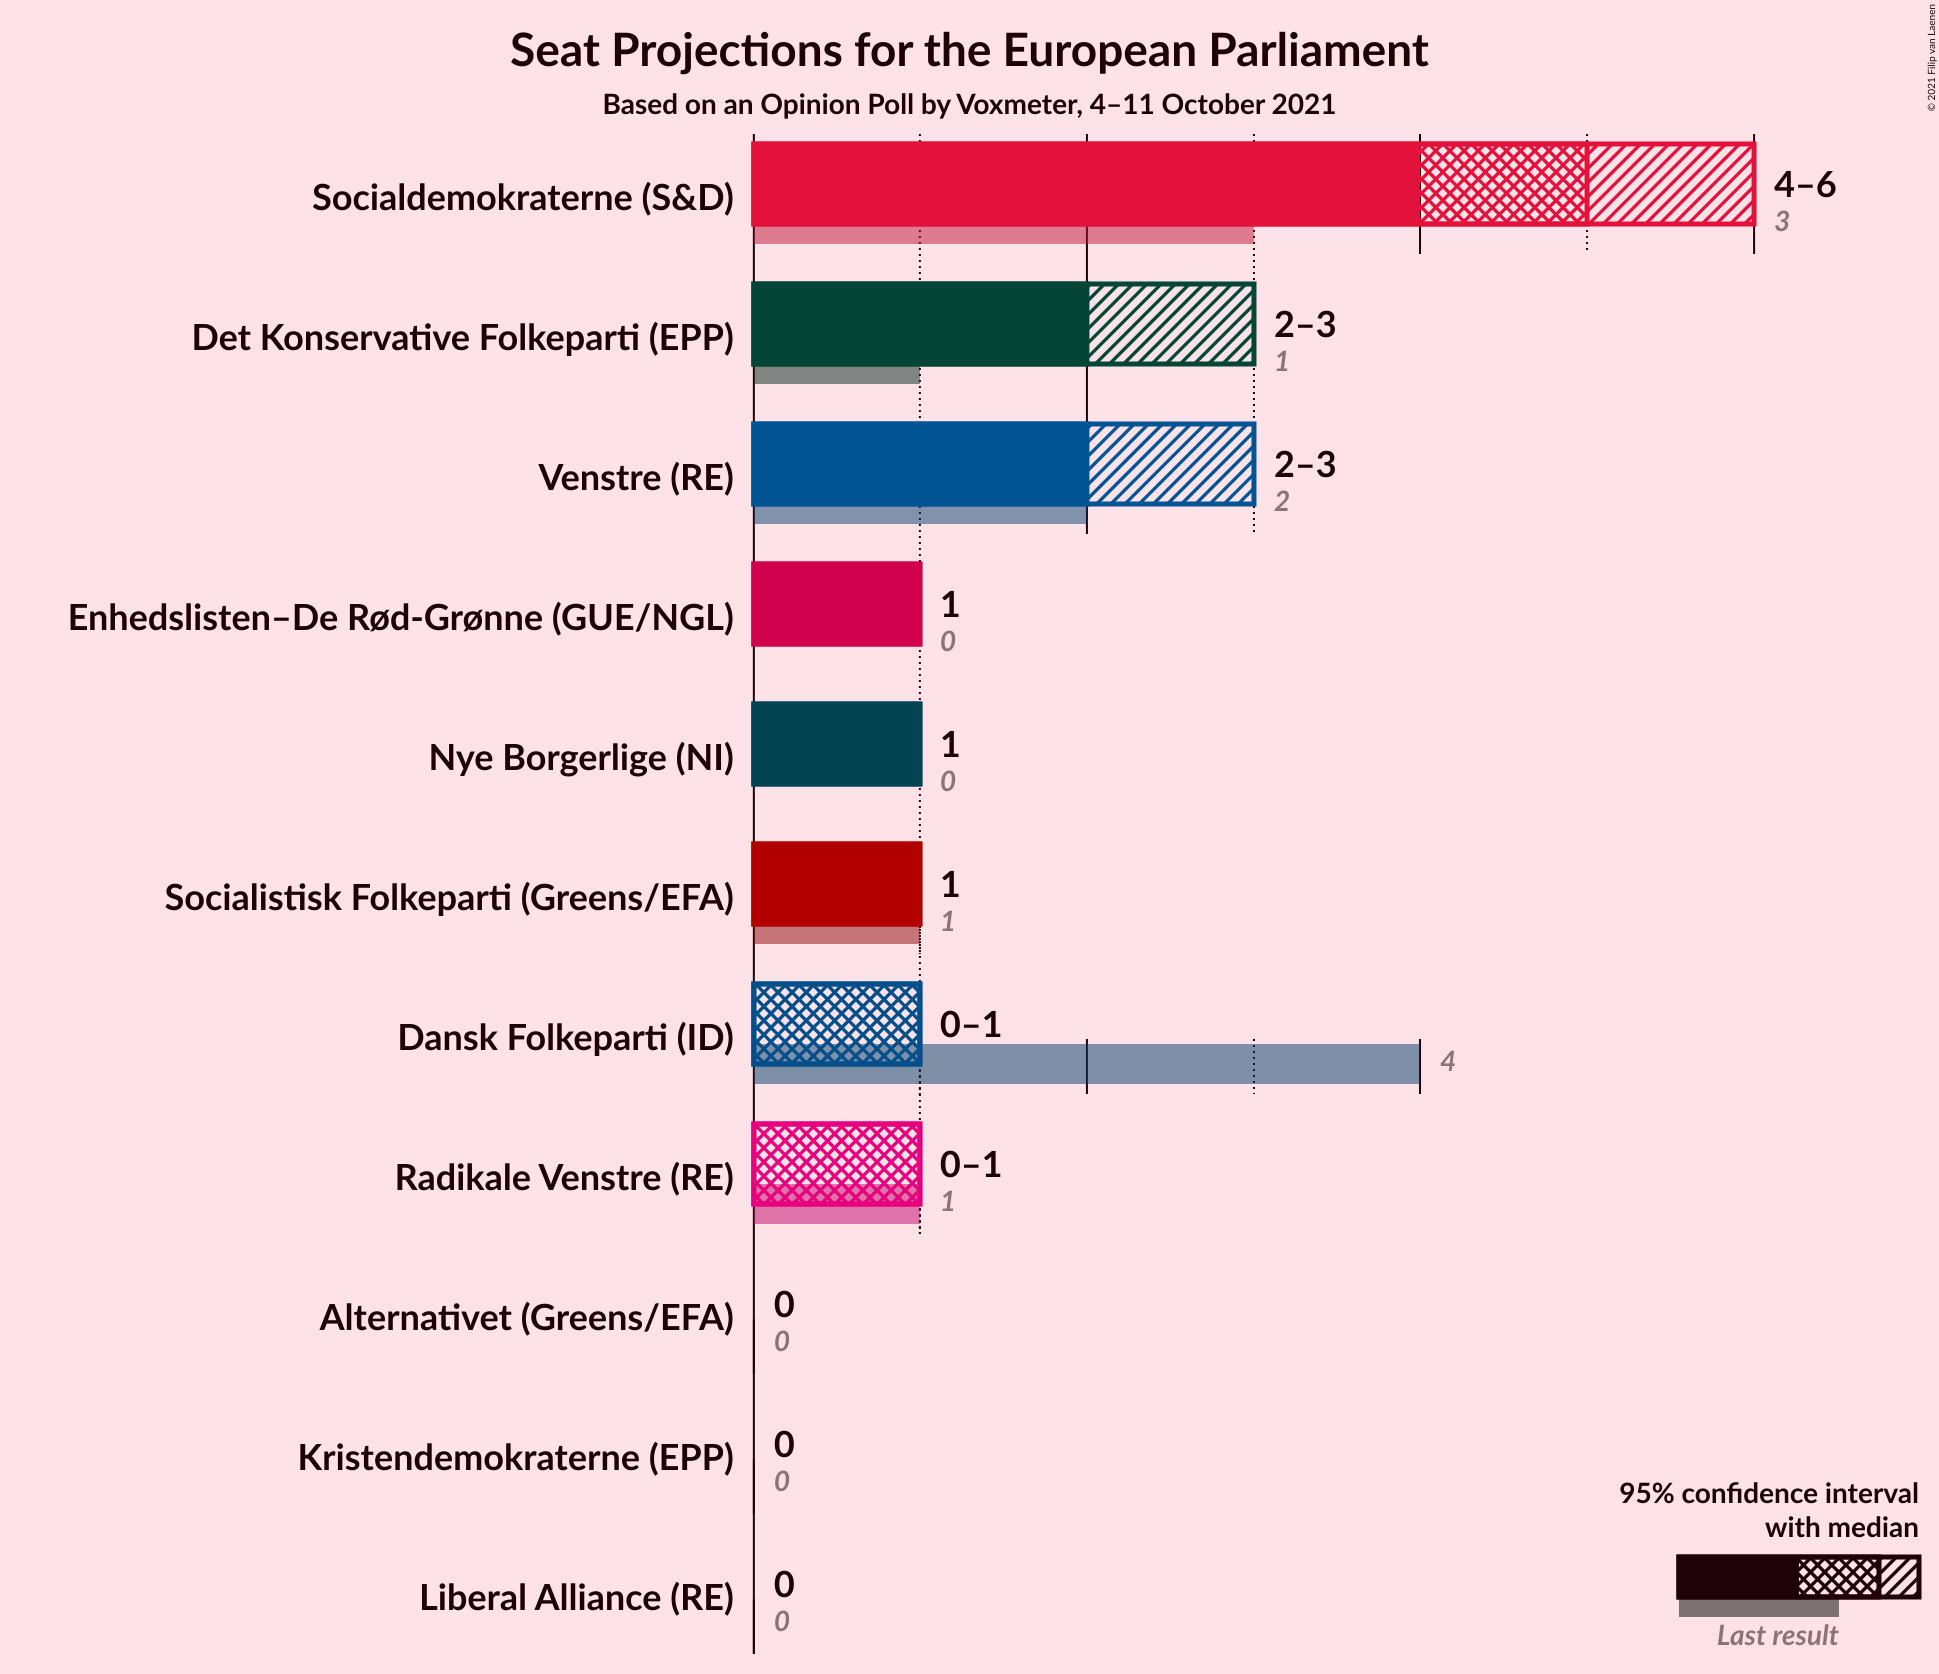 Seat Projections for the European Parliament
Based on an Opinion Poll by Voxmeter, 4–11 October 2021
© 2021 Filip van Laenen
Socialdemokraterne (S&D)
4–6
3
Det Konservative Folkeparti (EPP)
2–3
1
Venstre (RE)
2–3
2
Enhedslisten–De Rød-Grønne (GUE/NGL)
1
0
Nye Borgerlige (NI)
1
0
Socialistisk Folkeparti (Greens/EFA)
1
1
Dansk Folkeparti (ID)
0–1
4
Radikale Venstre (RE)
0–1
1
Alternativet (Greens/EFA)
0
0
Kristendemokraterne (EPP)
0
0
Liberal Alliance (RE)
0
0
95% confidence interval
with median
Last result